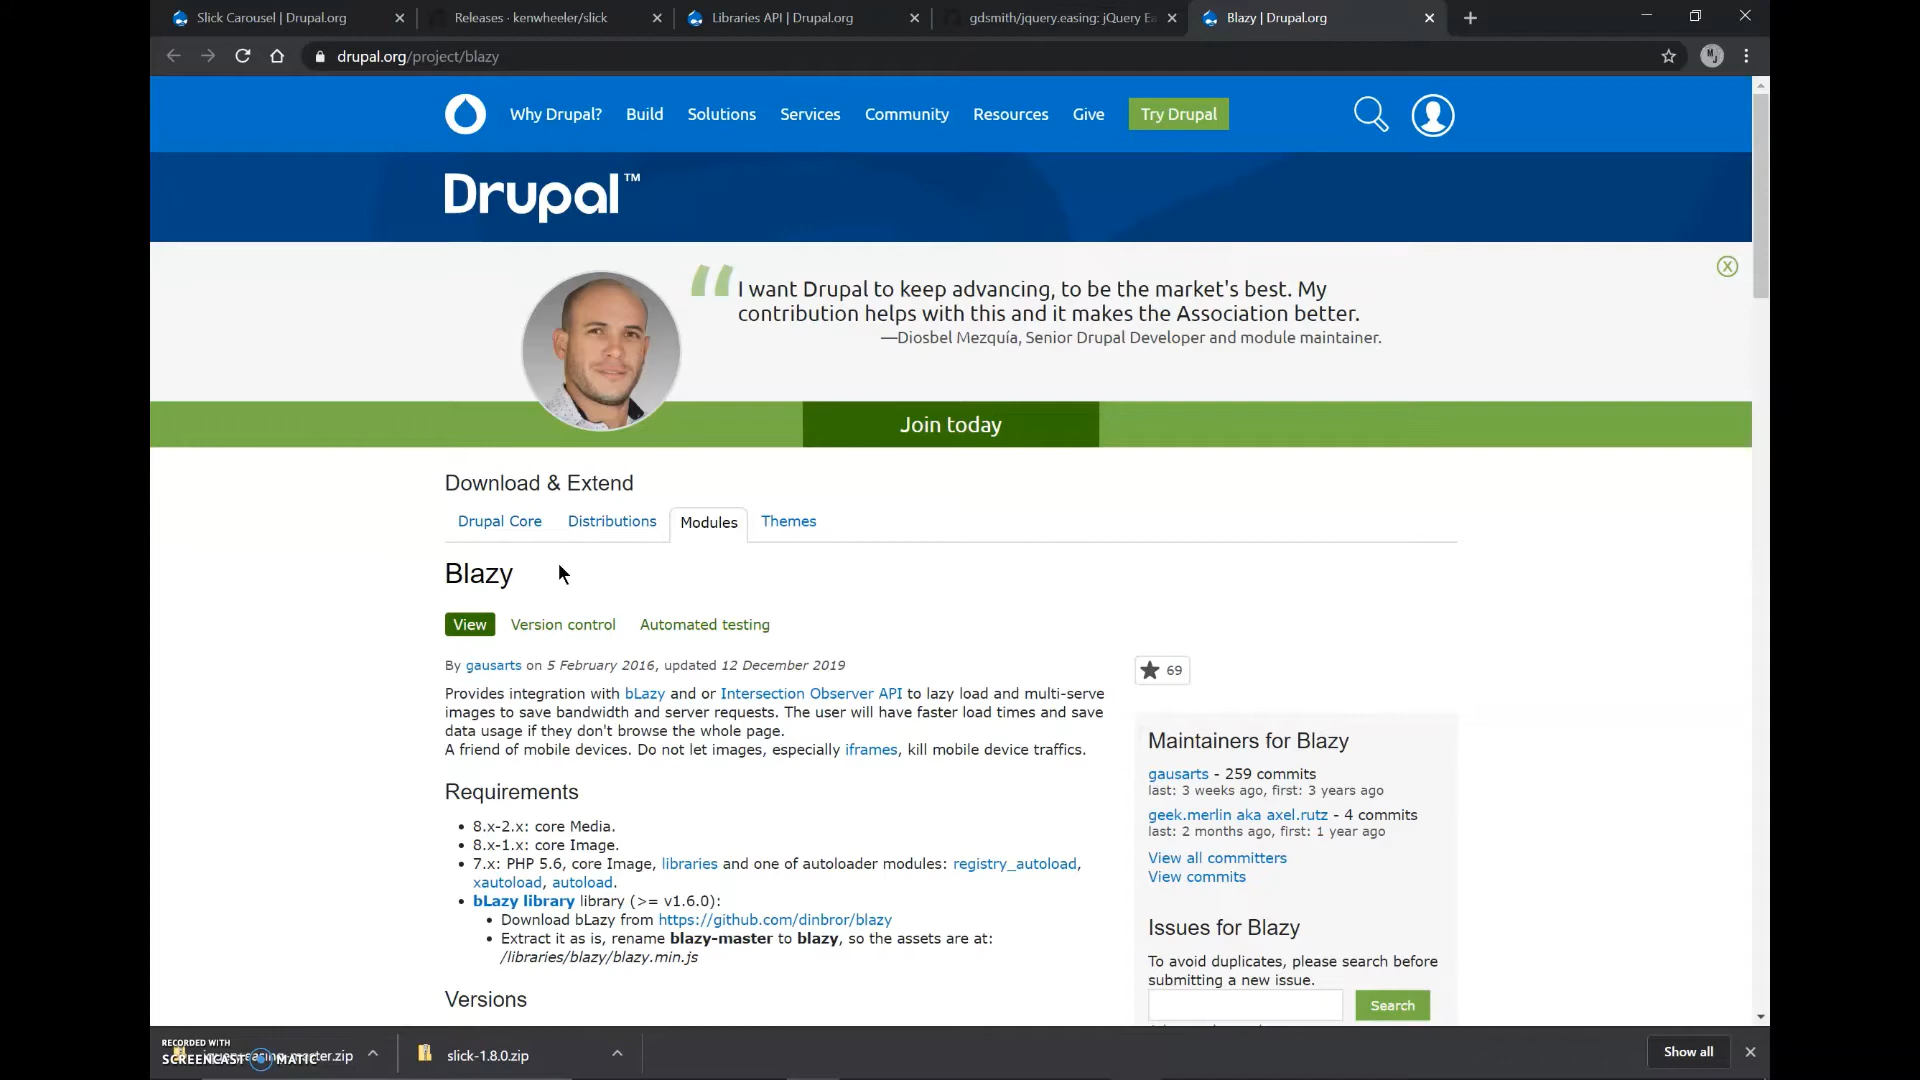 Slick Carousel | Drupal.org
Releases · kenwheeler/slick
Libraries API | Drupal.org
gdsmith/jquery.easing: jQuery Ea
Blazy | Drupal.org
drupal.org/project/blazy
MJ
Why Drupal?
Build
Solutions
Services
Community
Resources
Give
Try Drupal
Drupal™
“
I want Drupal to keep advancing, to be the market's best. My
contribution helps with this and it makes the Association better.
—Diosbel Mezquía, Senior Drupal Developer and module maintainer.
Join today
Download & Extend
Drupal Core
Distributions
Modules
Themes
Blazy
View
Version control
Automated testing
By gausarts on 5 February 2016, updated 12 December 2019
Provides integration with bLazy and or Intersection Observer API to lazy load and multi-serve
images to save bandwidth and server requests. The user will have faster load times and save
data usage if they don't browse the whole page.
A friend of mobile devices. Do not let images, especially iframes, kill mobile device traffics.
Requirements
• 8.x-2.x: core Media.
• 8.x-1.x: core Image.
• 7.x: PHP 5.6, core Image, libraries and one of autoloader modules: registry_autoload,
xautoload, autoload.
• bLazy library library (>= v1.6.0):
• Download bLazy from https://github.com/dinbror/blazy
• Extract it as is, rename blazy-master to blazy, so the assets are at:
/libraries/blazy/blazy.min.js
Versions
69
Maintainers for Blazy
gausarts - 259 commits
last: 3 weeks ago, first: 3 years ago
geek.merlin aka axel.rutz - 4 commits
last: 2 months ago, first: 1 year ago
View all committers
View commits
Issues for Blazy
To avoid duplicates, please search before
submitting a new issue.
Search
RECORDED WITH
SCREENCAST MATIC
slick-1.8.0.zip
Show all